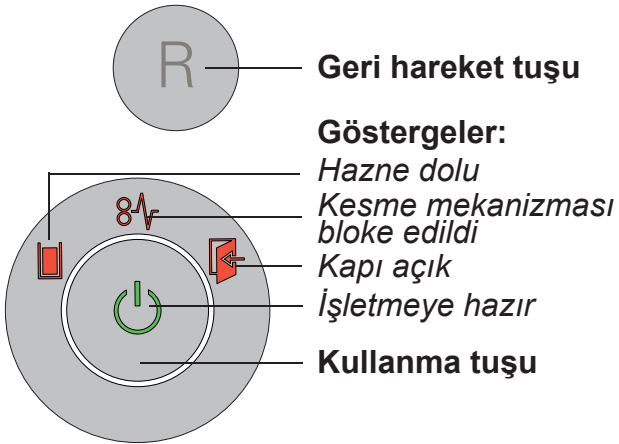 R
Geri hareket tuşu
Göstergeler:
Hazne dolu
Kesme mekanizması
bloke edildi
Kapı açık
İşletmeye hazır
Kullanma tuşu